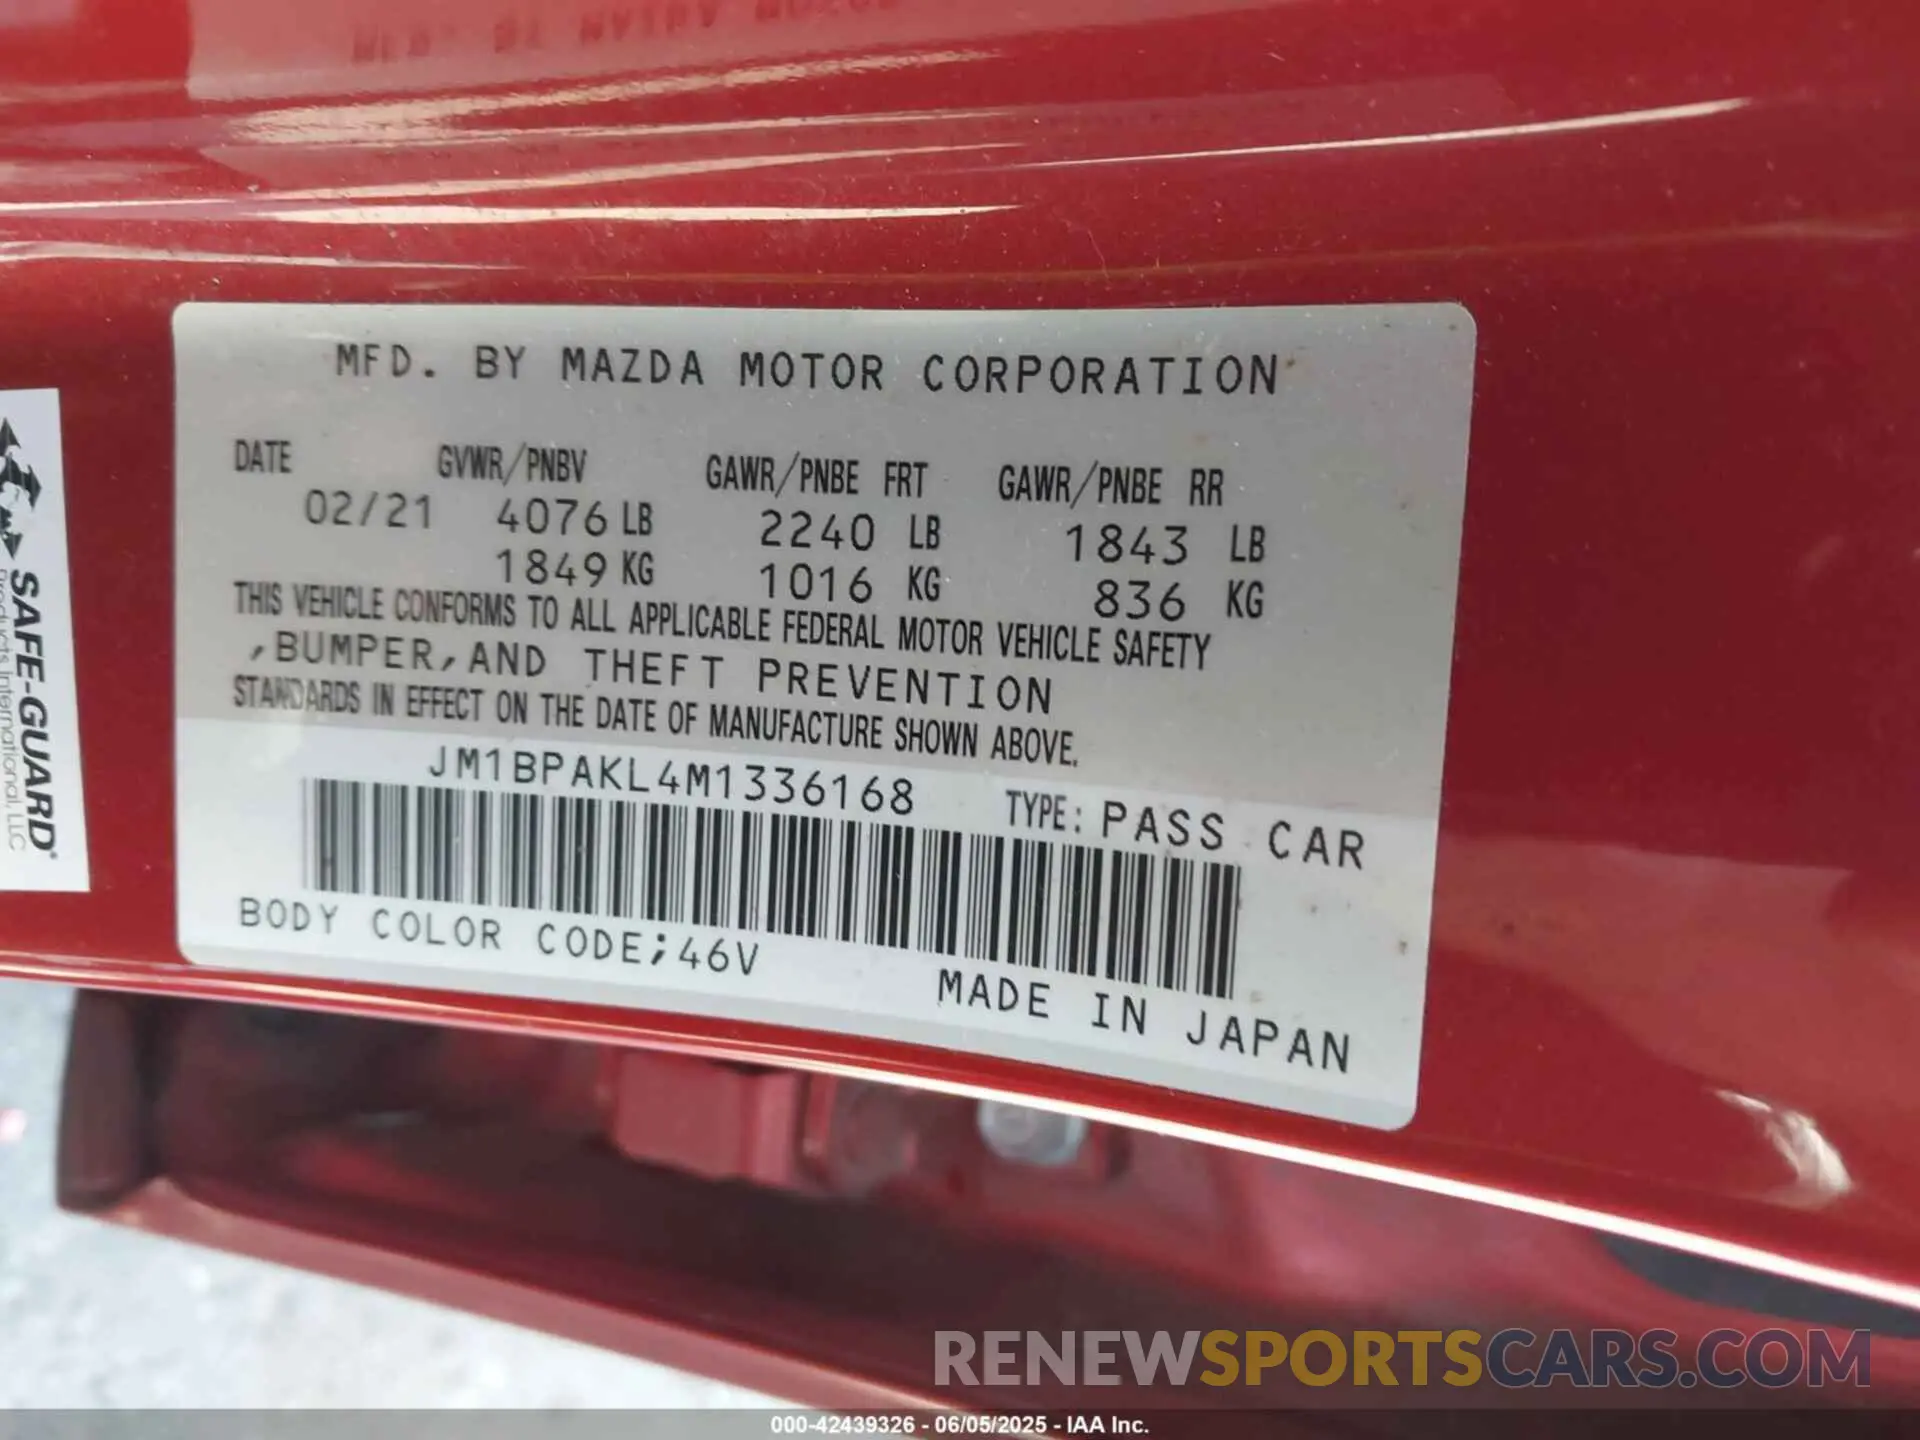 MFD. BY MAZDA MOTOR CORPORATION
DATE GVWR/PNBV GAWR/PNBE FRT GAWR/PNBE RR
02/21 4076 LB 2240 LB 1843 LB
1849 KG 1016 KG 836 KG
THIS VEHICLE CONFORMS TO ALL APPLICABLE FEDERAL MOTOR VEHICLE SAFETY
,BUMPER,AND THEFT PREVENTION
STANDARDS IN EFFECT ON THE DATE OF MANUFACTURE SHOWN ABOVE.
JM1BPAKL4M1336168 TYPE: PASS CAR
BODY COLOR CODE;46V
MADE IN JAPAN
SAFE-GUARD®
Products International, LLC
RENEWSPORTSCARS.COM
000-42439326 - 06/05/2025 - IAA Inc.